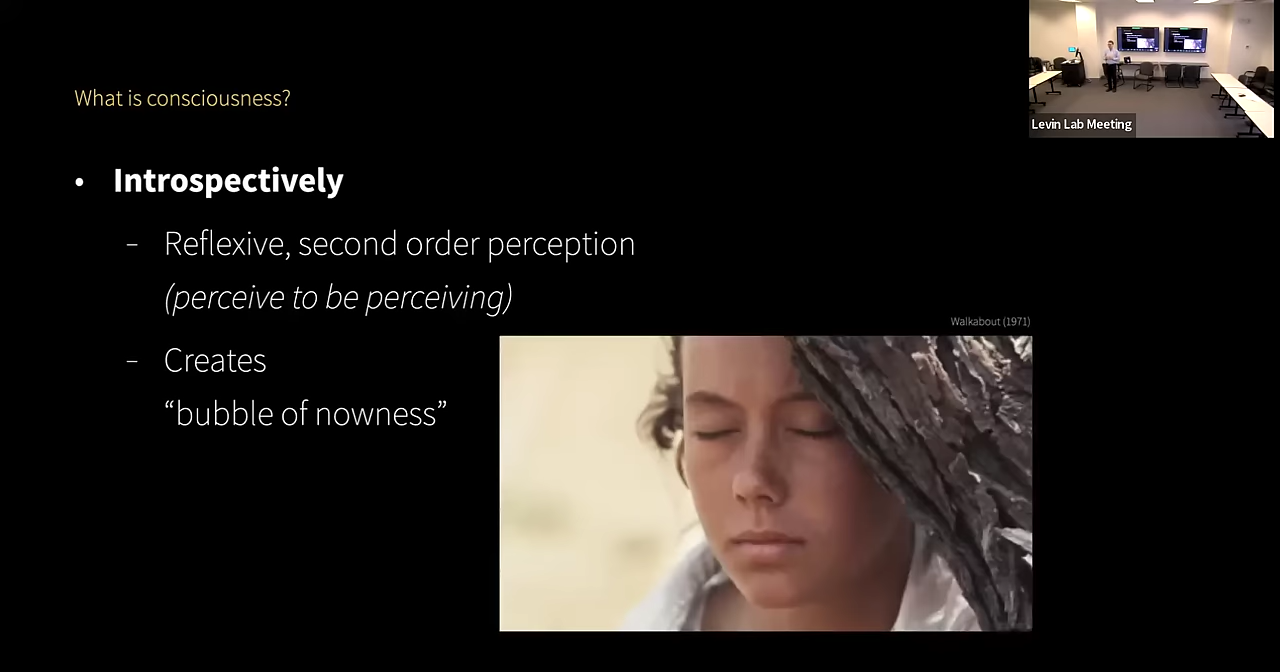 Levin Lab Meeting
What is consciousness?
• Introspectively
– Reflexive, second order perception
(perceive to be perceiving)
Walkabout (1971)
– Creates
“bubble of nowness”